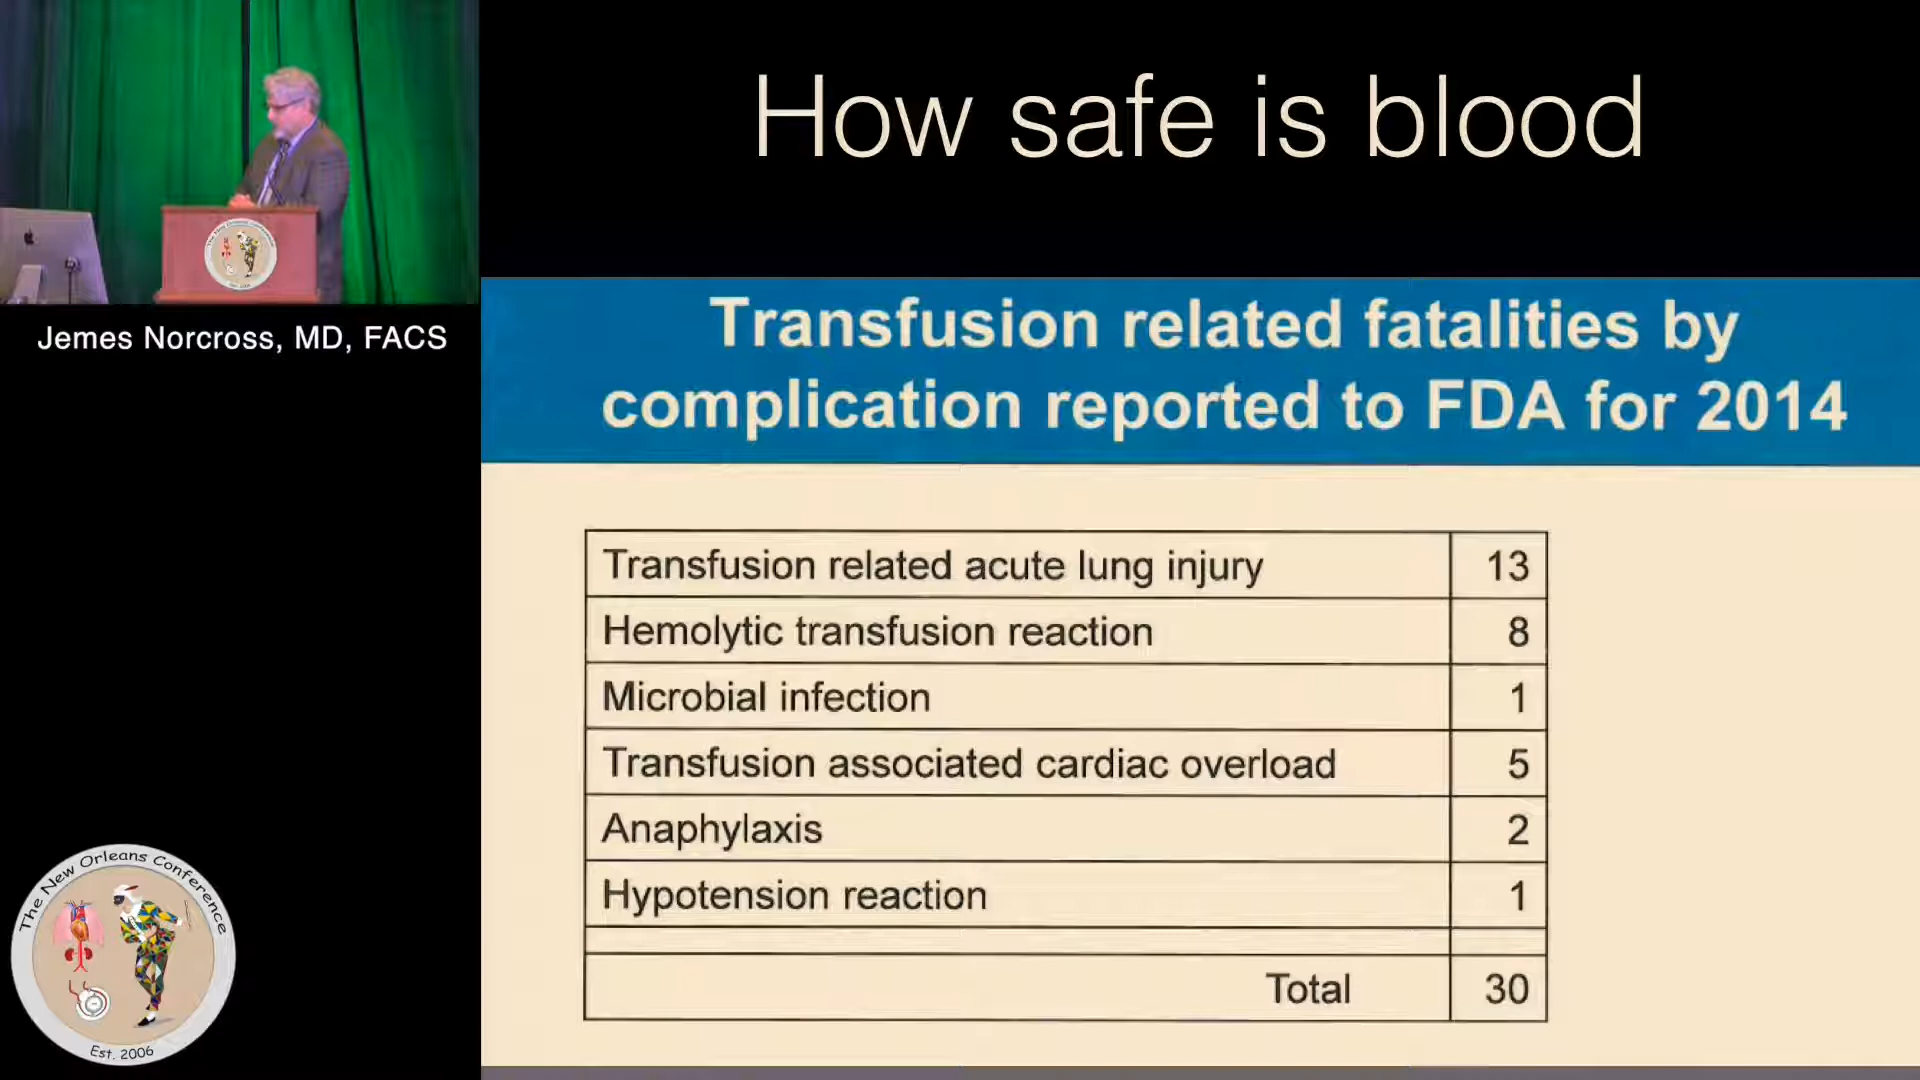 How safe is blood
Jemes Norcross, MD, FACS
Transfusion related fatalities by
complication reported to FDA for 2014
Transfusion related acute lung injury 13
Hemolytic transfusion reaction 8
Microbial infection 1
Transfusion associated cardiac overload 5
Anaphylaxis 2
Hypotension reaction 1
Total 30
The New Orleans Conference
Est. 2006